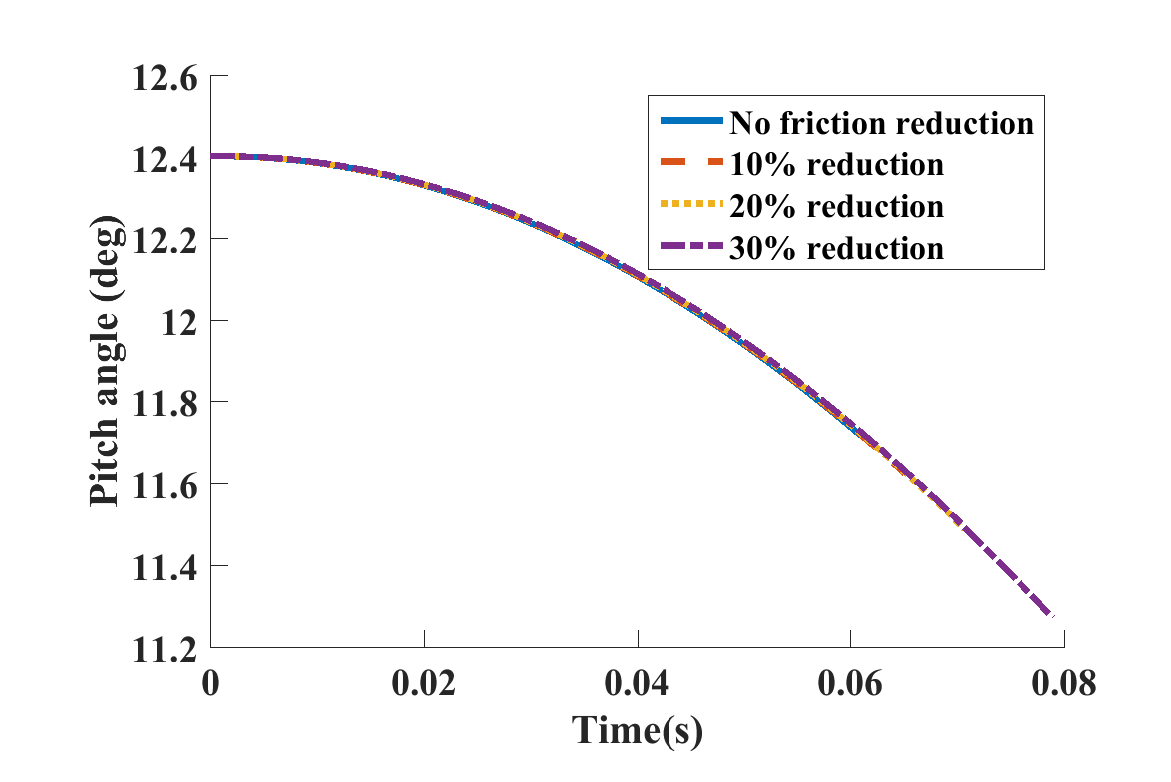 12.6
12.4
12.2
12
11.8
11.6
11.4
11.2
Pitch angle (deg)
No friction reduction
10% reduction
20% reduction
30% reduction
0 0.02 0.04 0.06 0.08
Time(s)